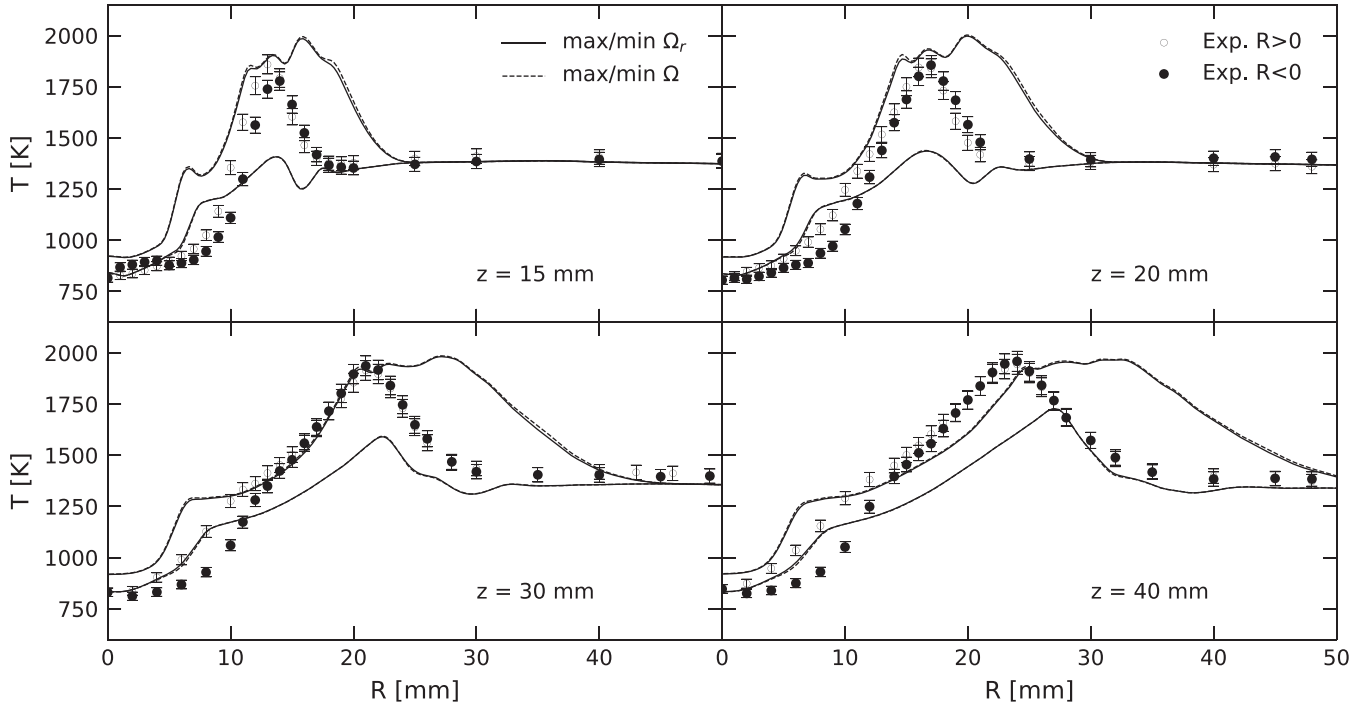 2000
1750
1500
1250
1000
750
T [K]
max/min Ωr
max/min Ω
z = 15 mm
Exp. R>0
Exp. R<0
z = 20 mm
2000
1750
1500
1250
1000
750
T [K]
z = 30 mm
z = 40 mm
0 10 20 30 40 0 10 20 30 40 50
R [mm] R [mm]